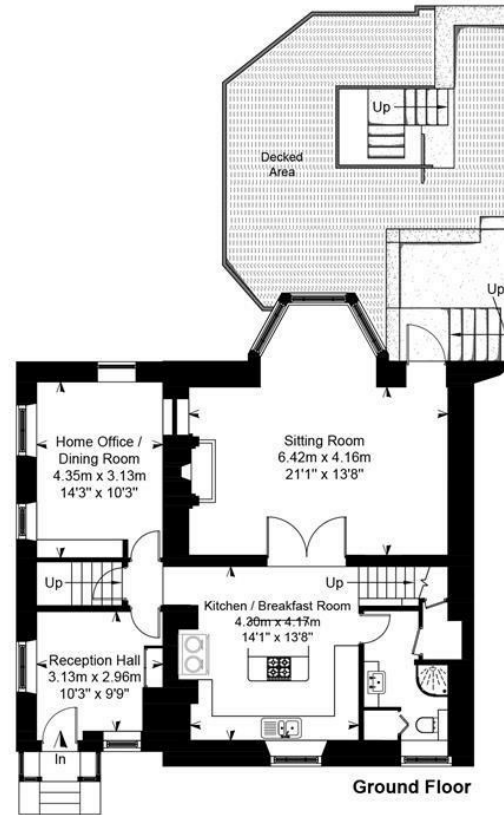 Up
Decked
Area
Up
Home Office /
Dining Room
4.35m x 3.13m
14'3" x 10'3"
Sitting Room
6.42m x 4.16m
21'1" x 13'8"
Up
Up
Kitchen / Breakfast Room
4.30m x 4.17m
14'1" x 13'8"
Reception Hall
3.13m x 2.96m
10'3" x 9'9"
In
Ground Floor